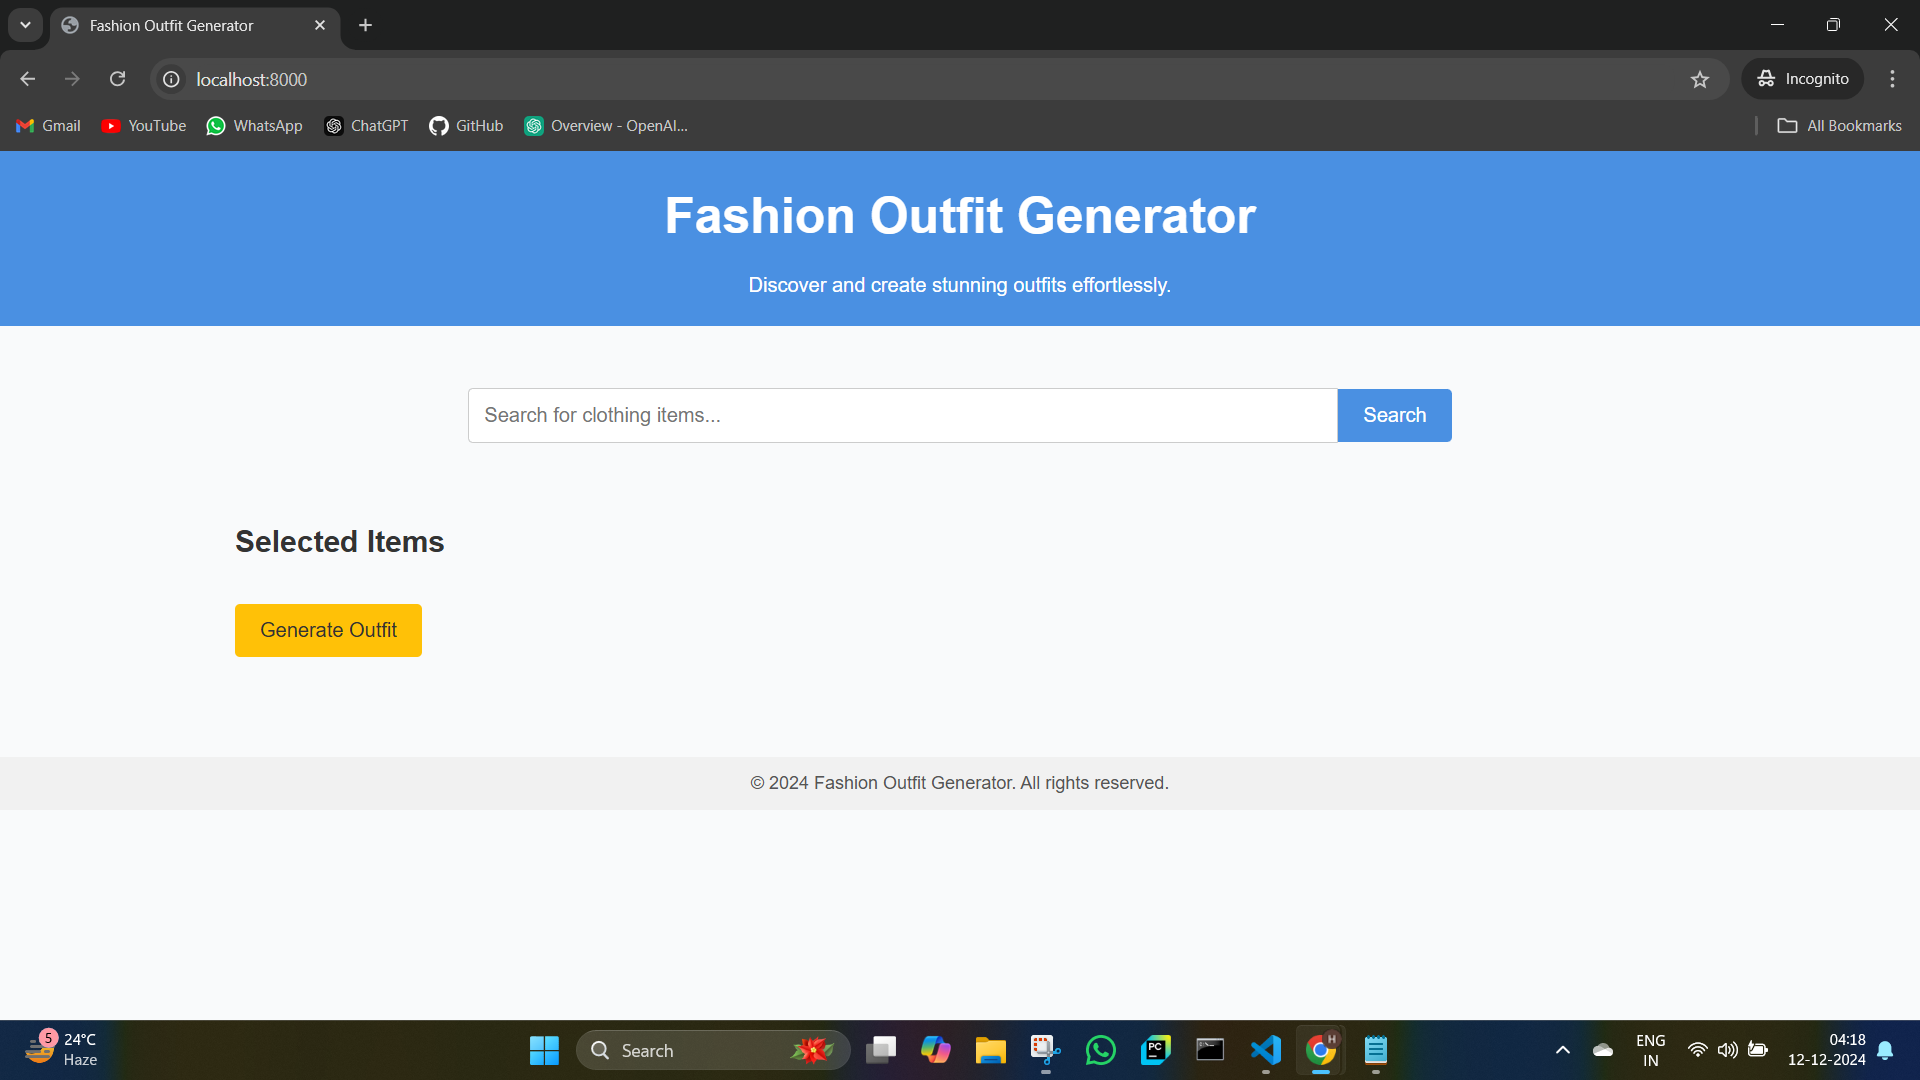 Fashion Outfit Generator
localhost:8000
Incognito
Gmail
YouTube
WhatsApp
ChatGPT
GitHub
Overview - OpenAI...
All Bookmarks
Fashion Outfit Generator
Discover and create stunning outfits effortlessly.
Search for clothing items...
Search
Selected Items
Generate Outfit
© 2024 Fashion Outfit Generator. All rights reserved.
5
24°C
Haze
Search
PC
H
ENG
IN
04:18
12-12-2024